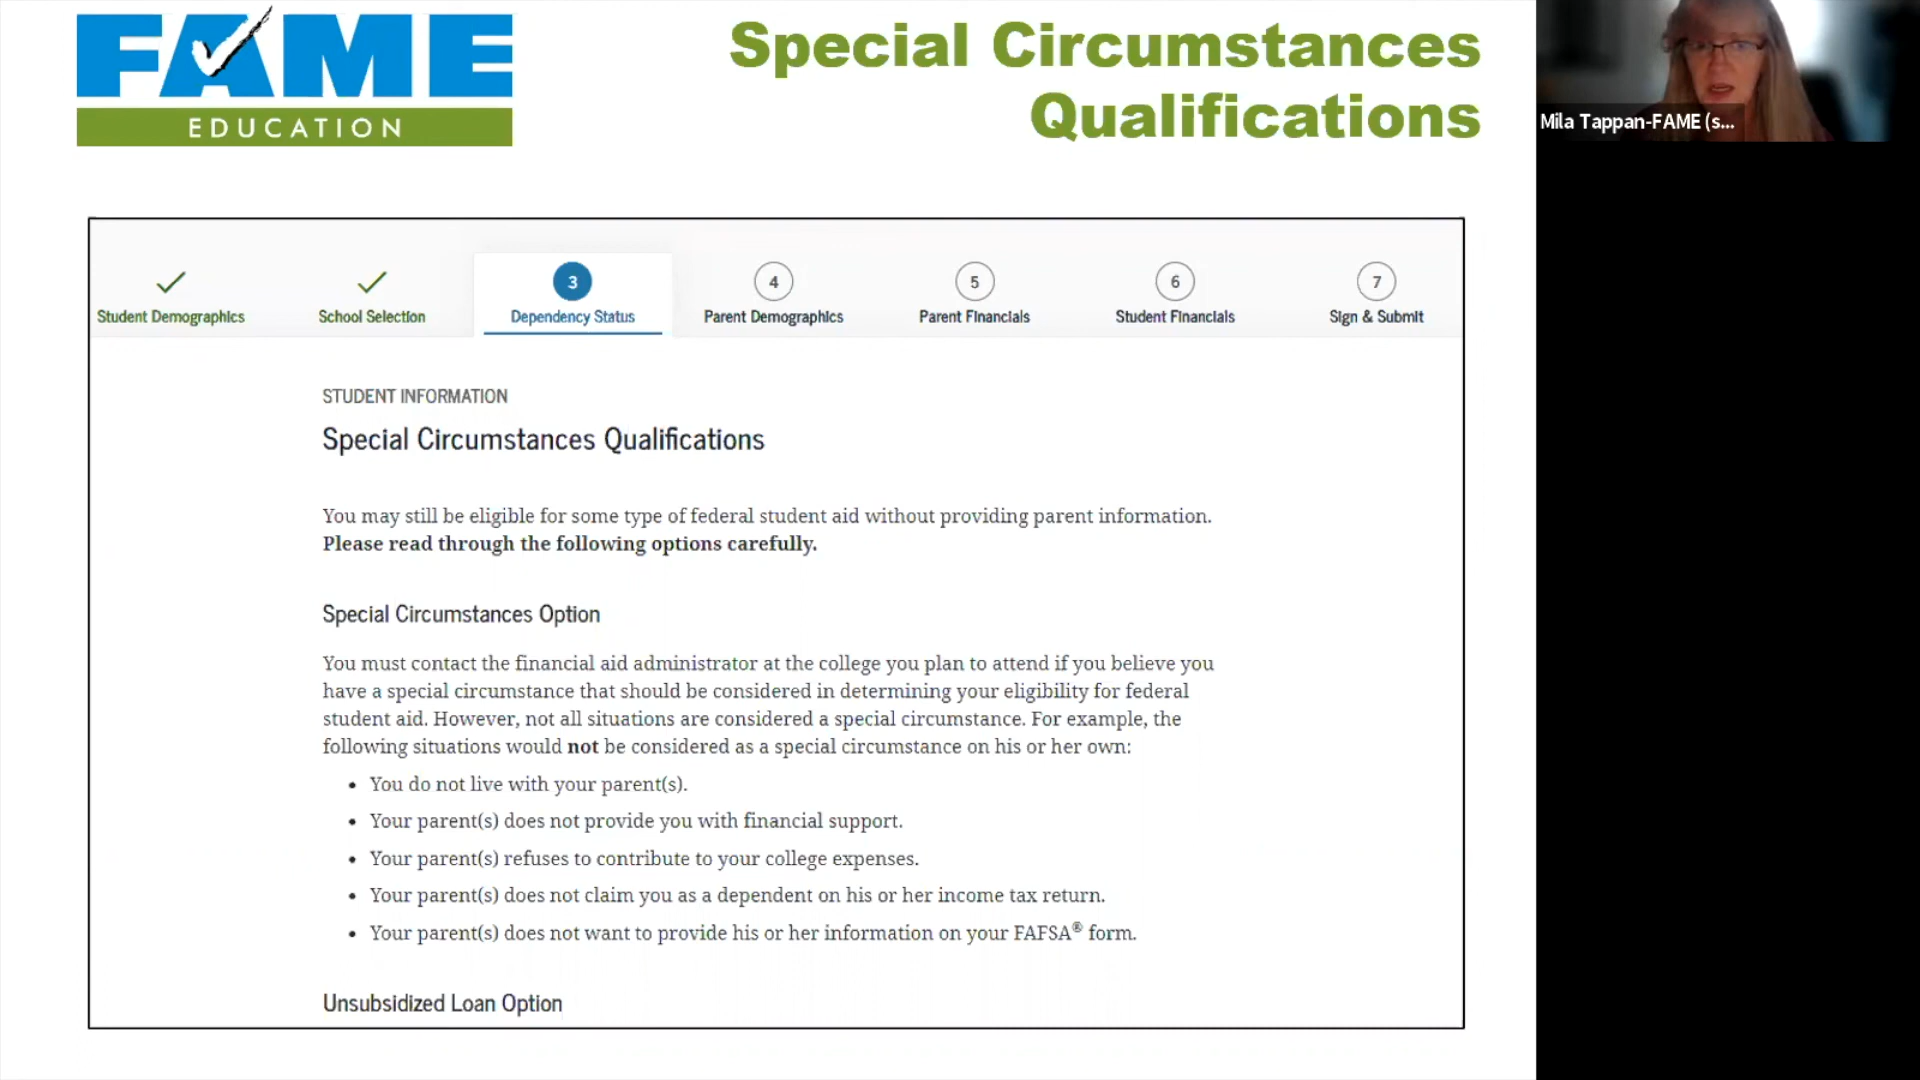 FAME
EDUCATION
Special Circumstances
Qualifications
Mila Tappan-FAME (s...
3
4
5
6
7
Student Demographics
School Selection
Dependency Status
Parent Demographics
Parent Financials
Student Financials
Sign & Submit
STUDENT INFORMATION
Special Circumstances Qualifications
You may still be eligible for some type of federal student aid without providing parent information.
Please read through the following options carefully.
Special Circumstances Option
You must contact the financial aid administrator at the college you plan to attend if you believe you
have a special circumstance that should be considered in determining your eligibility for federal
student aid. However, not all situations are considered a special circumstance. For example, the
following situations would not be considered as a special circumstance on his or her own:
• You do not live with your parent(s).
• Your parent(s) does not provide you with financial support.
• Your parent(s) refuses to contribute to your college expenses.
• Your parent(s) does not claim you as a dependent on his or her income tax return.
• Your parent(s) does not want to provide his or her information on your FAFSA® form.
Unsubsidized Loan Option